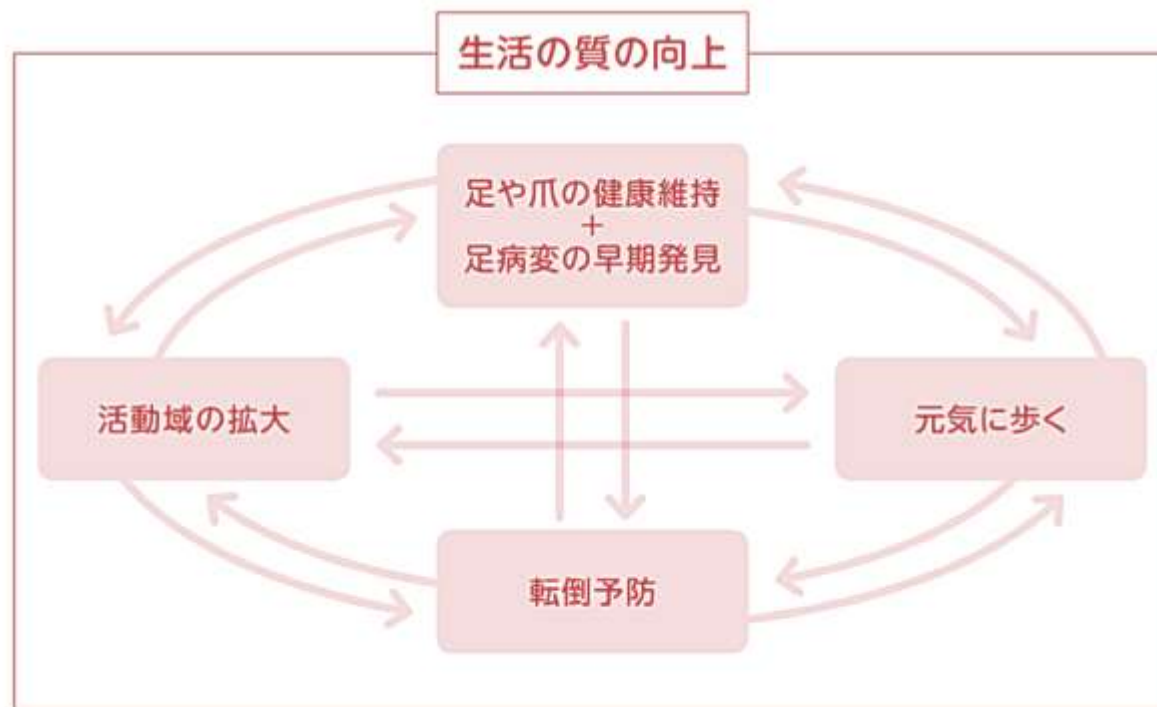 生活の質の向上
足や爪の健康維持
+
足病変の早期発見
活動域の拡大
元気に歩く
転倒予防